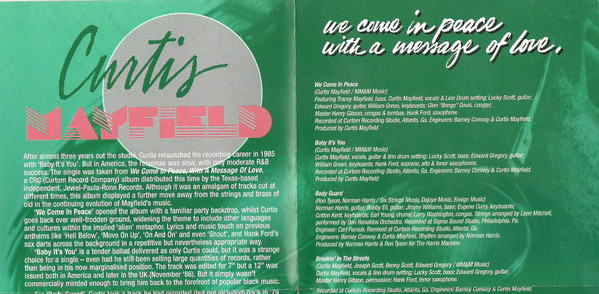 Curtis
MAYFIELD
After almost three years out the studio, Curtis relaunched his recording career in 1985
with 'Baby It's You'. But in America, the response was slow, with only moderate R&B
success. The single was taken from We Come In Peace, With A Message Of Love,
a CRC (Curtom Record Company) album distributed this time by the Texas-based
independent, Jewel-Paula-Ronn Records. Although it was an amalgam of tracks cut at
different times, this album displayed a further move away from the strings and brass of
old in the continuing evolution of Mayfield's music.
'We Come In Peace' opened the album with a familiar party backdrop, whilst Curtis
goes back over well-trodden ground, widening the theme to include other languages
and cultures within the implied 'alien' metaphor. Lyrics and music touch on previous
anthems like 'Hell Below', 'Move On Up', 'On And On' and even 'Shout', and Hank Ford's
sax darts across the background in a repetitive but nevertheless appropriate way.
'Baby It's You' is a tender ballad delivered as only Curtis could, but it was a strange
choice for a single – even had he still been selling large quantities of records, rather
than being in his now marginalised position. The track was edited for 7" but a 12" was
issued both in America and later in the UK (November '86). But it simply wasn't
commercially minded enough to bring him back to the forefront of popular black music.
we come in peace
with a message of love.
We Come In Peace
(Curtis Mayfield / MM&M Music)
Featuring Tracey Mayfield, bass. Curtis Mayfield, vocals & Linn Drum setting; Lucky Scott, guitar;
Edward Gregory, guitar; William Green, keyboards; Glen "Bongo" Davis, congas;
Master Henry Gibson, congas & tumbas; Hank Ford, saxophone.
Recorded at Curtom Recording Studio, Atlanta, Ga. Engineers: Barney Conway & Curtis Mayfield.
Produced by Curtis Mayfield
Baby It's You
(Curtis Mayfield / MM&M Music)
Curtis Mayfield, vocals, guitar & linn drum setting; Lucky Scott, bass; Edward Gregory, guitar;
William Green, keyboards; Hank Ford, soprano, alto & tenor saxophone.
Recorded at Curtom Recording Studio, Atlanta, Ga. Engineers: Barney Conway & Curtis Mayfield
Produced by Curtis Mayfield
Body Guard
(Ron Tyson, Norman Harris / Six Strings Music, Dajoye Music, Ensign Music)
Norman Harris, guitar; Bobby Eli, guitar; Jimmy Williams, bass; Eugene Curry, keyboards;
Cotton Kent, keyboards; Earl Young, drums; Larry Washington, congas. Strings arranged by Leon Mitchell,
performed by Don Renaldos Orchestra. Recorded at Sigma Sound Studio, Philadelphia, Pa.
Engineer: Carl Parnulo. Remixed at Curtom Recording Studio, Atlanta, Ga.
Engineers: Barney Conway & Curtis Mayfield. Rhythm arranged by Norman Harris.
Produced by Norman Harris & Ron Tyson for The Harris Machine
Breakin' In The Streets
(Curtis Mayfield, Joseph Scott, Benny Scott, Edward Gregory / MM&M Music)
Curtis Mayfield, vocals & linn drum setting; Lucky Scott, bass; Edward Gregory, guitar;
Master Henry Gibson, percussion; Hank Ford, tenor saxophone.
Recorded at Curtom Recording Studio, Atlanta, Ga. Engineers: Barney Conway & Curtis Mayfield